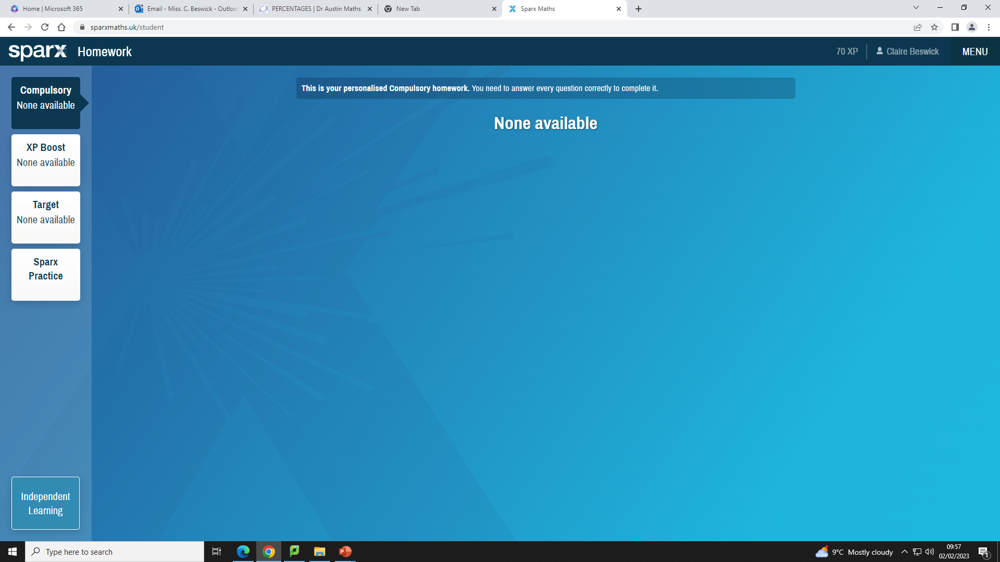 Home | Microsoft 365
Email - Miss. C. Beswick - Outloo
PERCENTAGES | Dr Austin Maths
New Tab
Sparx Maths
sparxmaths.uk/student
sparx Homework
70 XP
Claire Beswick
MENU
Compulsory
None available
This is your personalised Compulsory homework. You need to answer every question correctly to complete it.
None available
XP Boost
None available
Target
None available
Sparx
Practice
Independent
Learning
Type here to search
9°C Mostly cloudy
09:57
02/02/2023
1